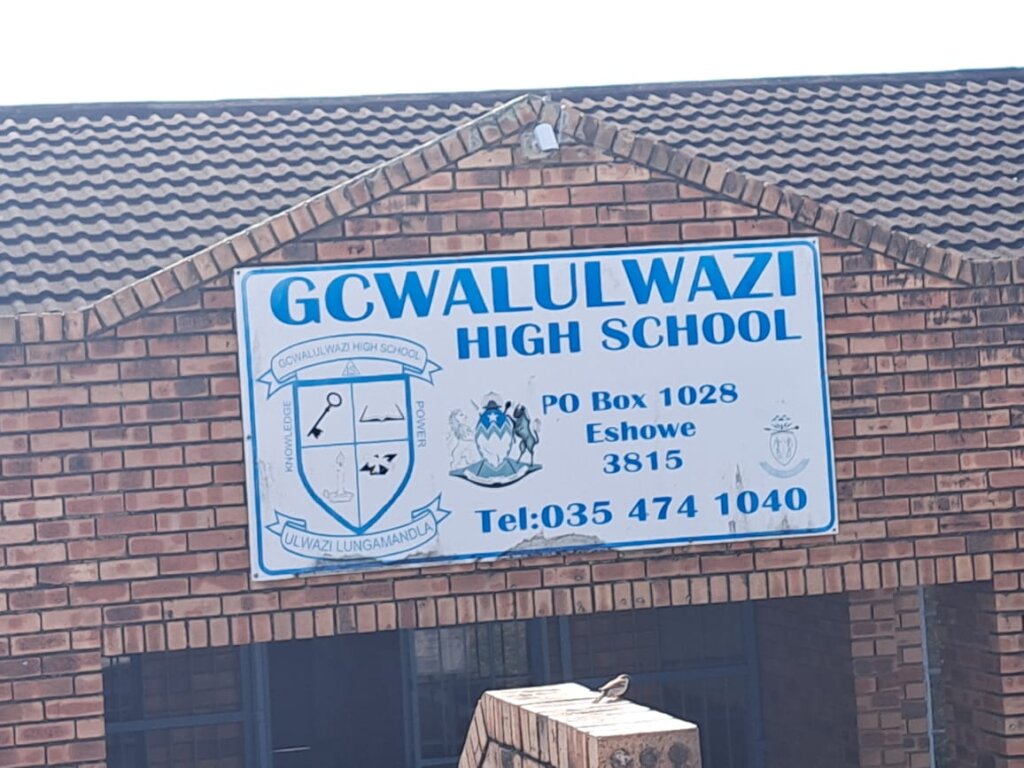 GCWALULWAZI
HIGH SCHOOL
GCWALULWAZI HIGH SCHOOL
KNOWLEDGE
POWER
ULWAZI LUNGAMANDLA
PO Box 1028
Eshowe
3815
Tel:035 474 1040